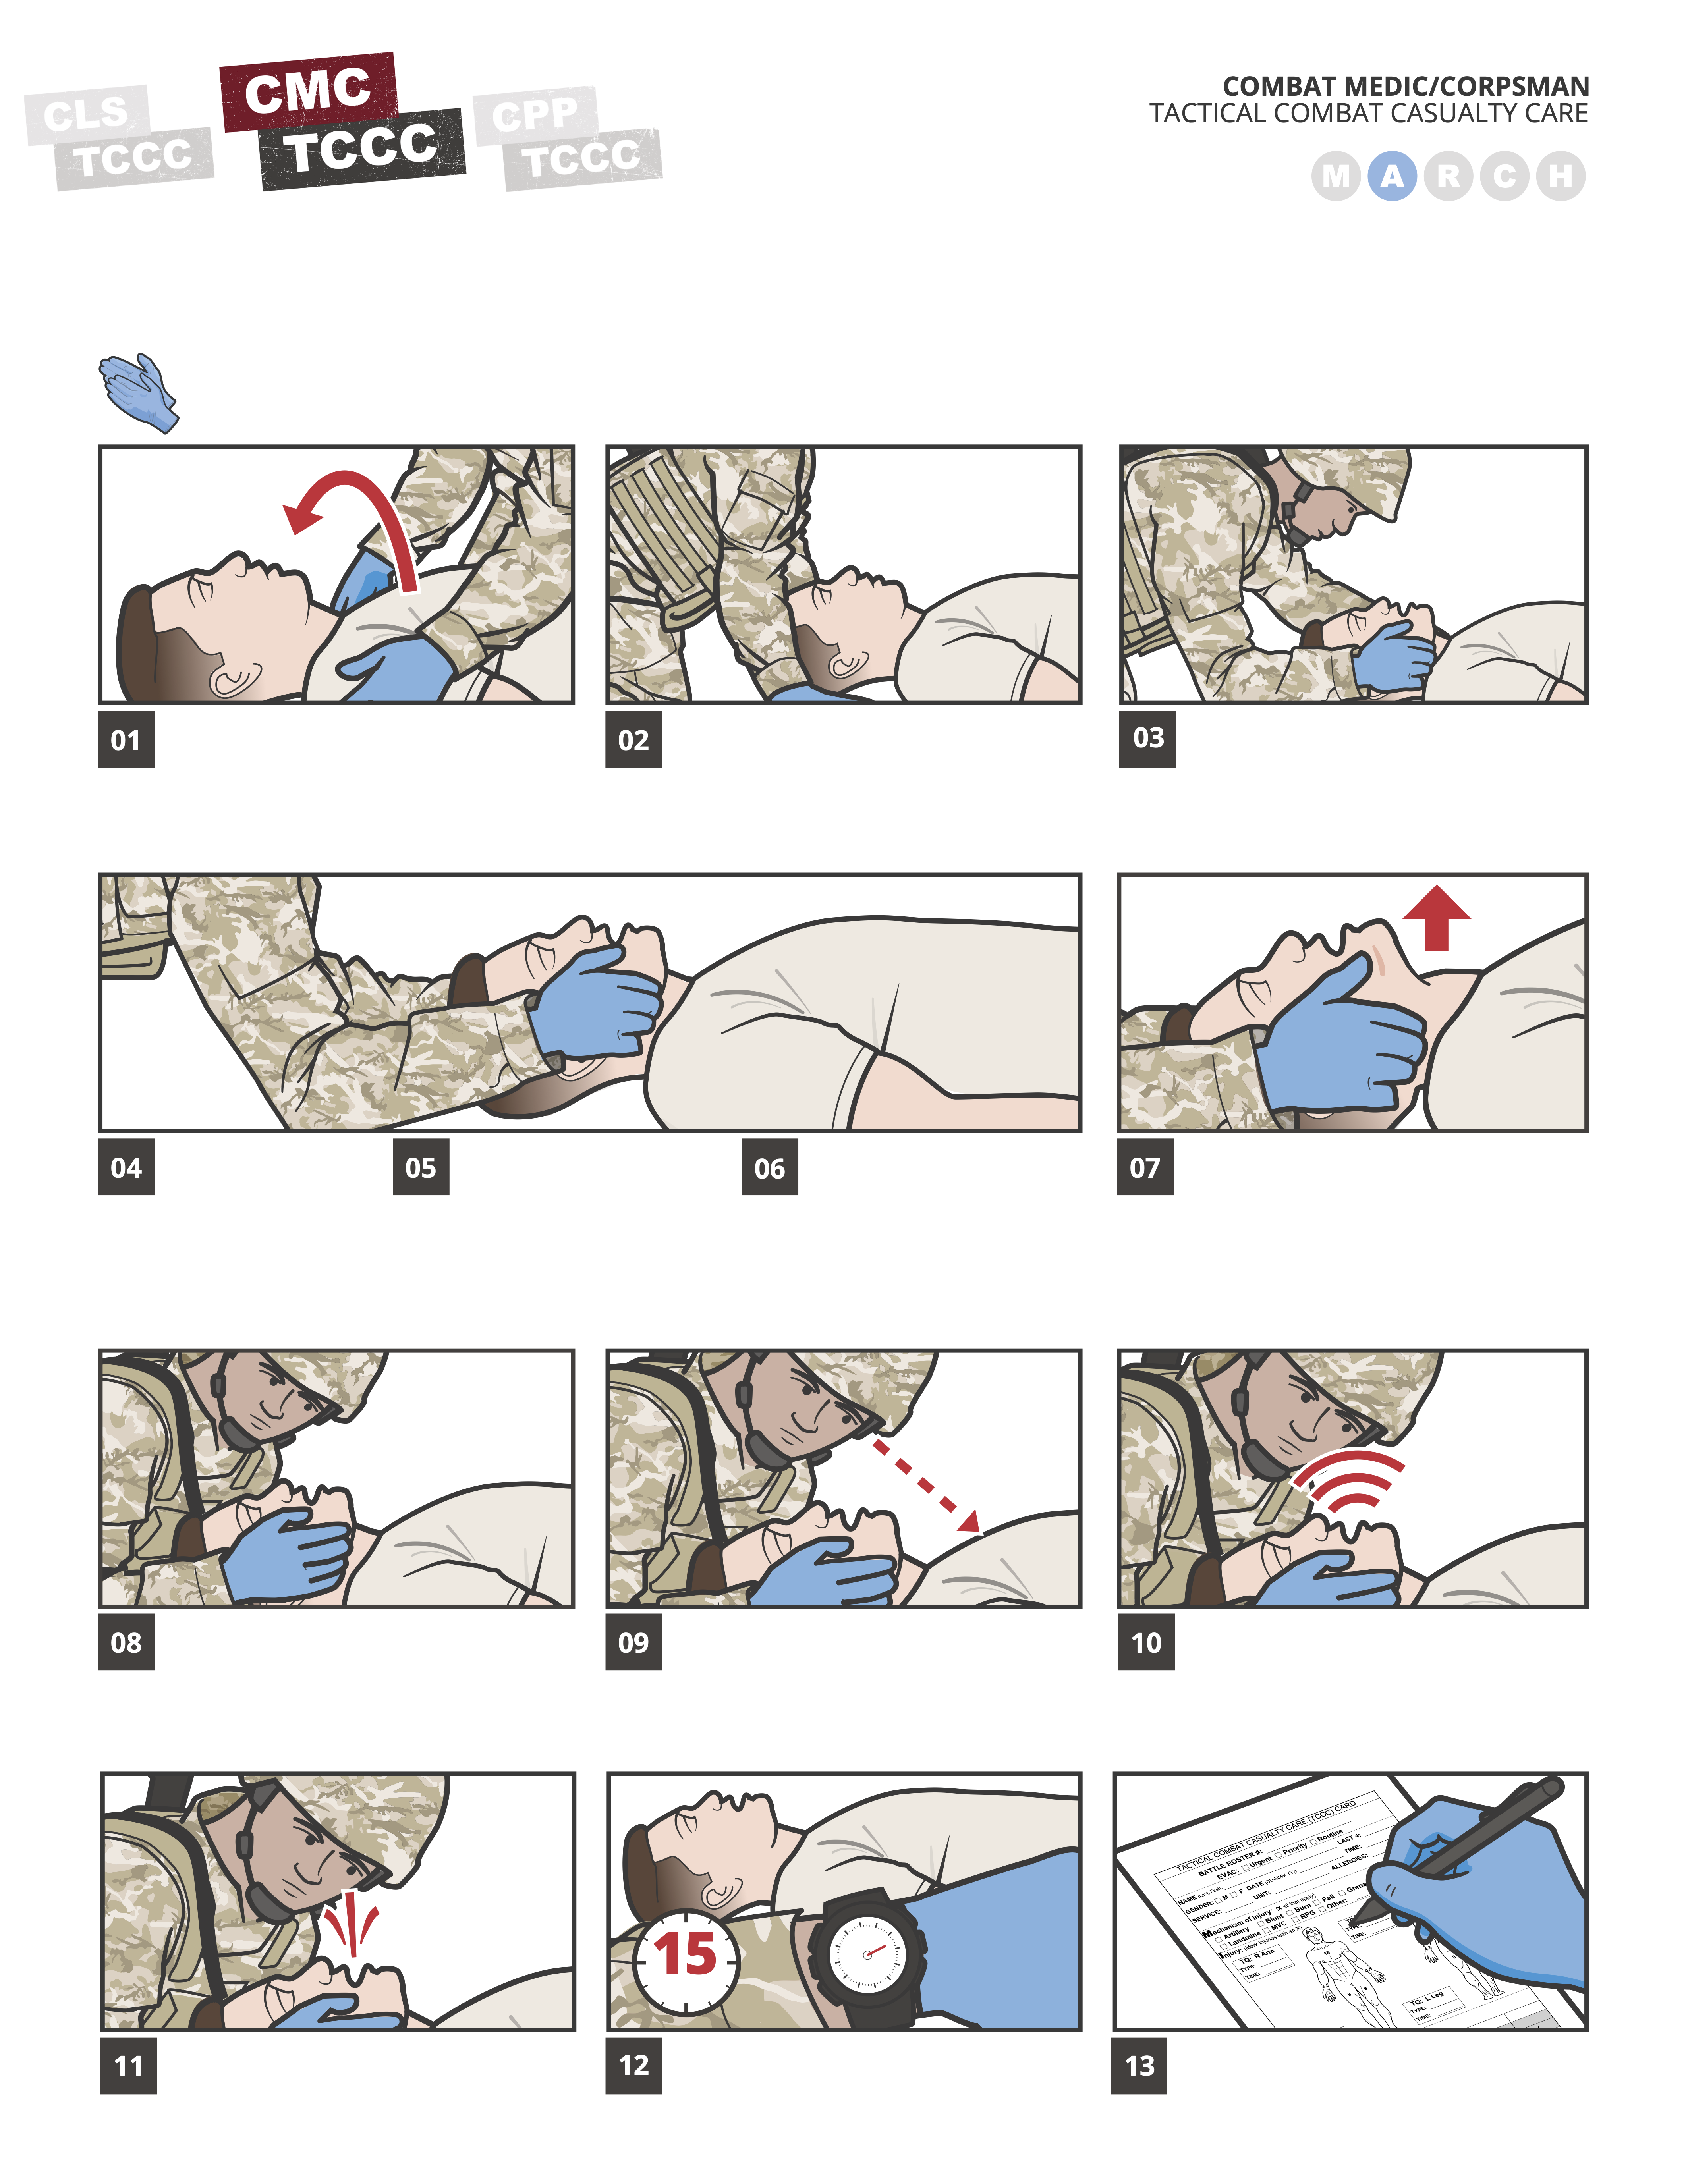 CLS
TCCC
CMC
TCCC
CPP
TCCC
COMBAT MEDIC/CORPSMAN
TACTICAL COMBAT CASUALTY CARE
M A R C H
01
02
03
04
05
06
07
08
09
10
11
15
12
TACTICAL COMBAT CASUALTY CARE (TCCC) CARD
BATTLE ROSTER #:
EVAC: Urgent Priority Routine
NAME (Last, First): LAST 4:
GENDER: M F DATE (DD-MMM-YY): TIME:
SERVICE: UNIT: ALLERGIES:
Mechanism of Injury: (X all that apply)
Artillery Blunt Burn Fall Grena
Landmine MVC RPG Other:
Injury: (Mark injuries with an X)
TQ: R Arm
TYPE:
TIME:
TYPE:
TIME:
TQ: L Leg
TYPE:
TIME:
13